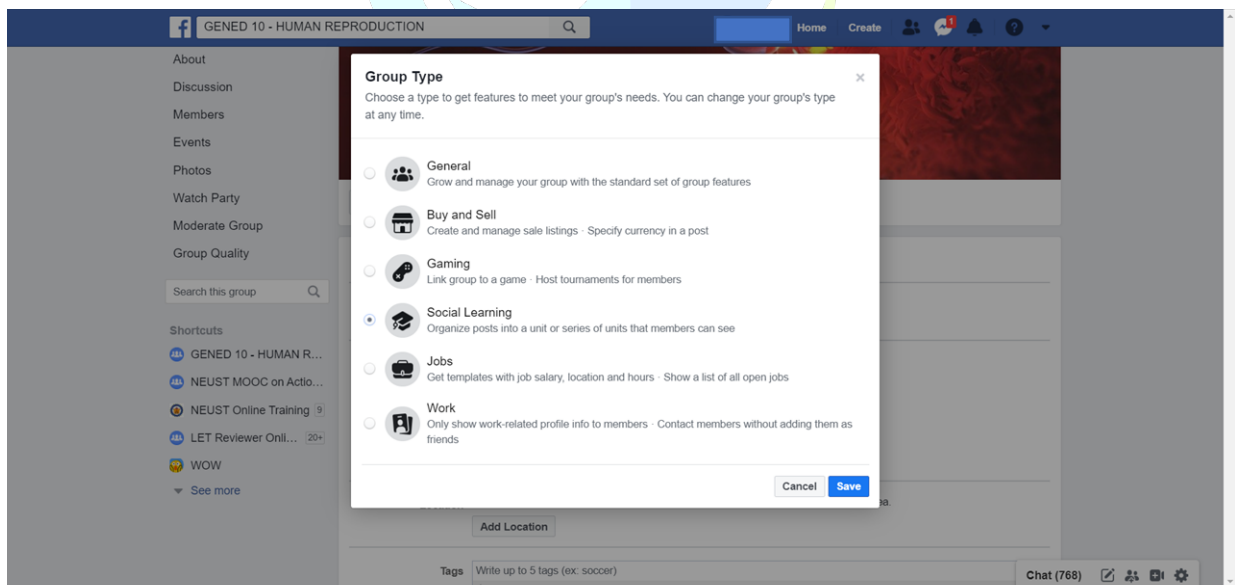 GENED 10 - HUMAN REPRODUCTION
Home
Create
1
About
Discussion
Members
Events
Photos
Watch Party
Moderate Group
Group Quality
Search this group
Shortcuts
GENED 10 - HUMAN R...
NEUST MOOC on Actio...
NEUST Online Training 9
LET Reviewer Onli... 20+
WOW
See more
Group Type
Choose a type to get features to meet your group's needs. You can change your group's type
at any time.
General
Grow and manage your group with the standard set of group features
Buy and Sell
Create and manage sale listings · Specify currency in a post
Gaming
Link group to a game · Host tournaments for members
Social Learning
Organize posts into a unit or series of units that members can see
Jobs
Get templates with job salary, location and hours · Show a list of all open jobs
Work
Only show work-related profile info to members · Contact members without adding them as
friends
Cancel
Save
Add Location
Tags
Write up to 5 tags (ex: soccer)
Chat (768)